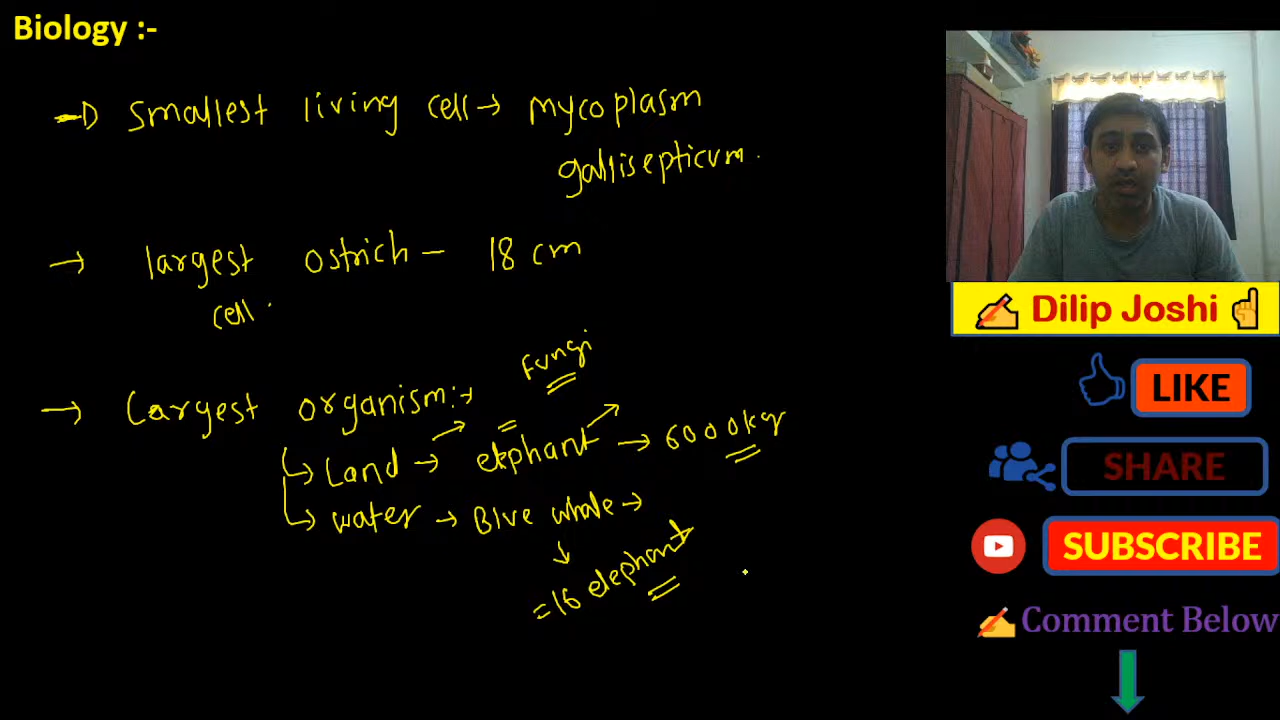 Biology :-
→ Smallest living cell → mycoplasm
gallisepticum.
→ largest ostrich - 18 cm
cell.
Fungi
→ Largest organism :→
↳ Land → elephant → 6000kg
↳ water → Blue whale →
= 16 elephant
Dilip Joshi
LIKE
SHARE
SUBSCRIBE
Comment Below